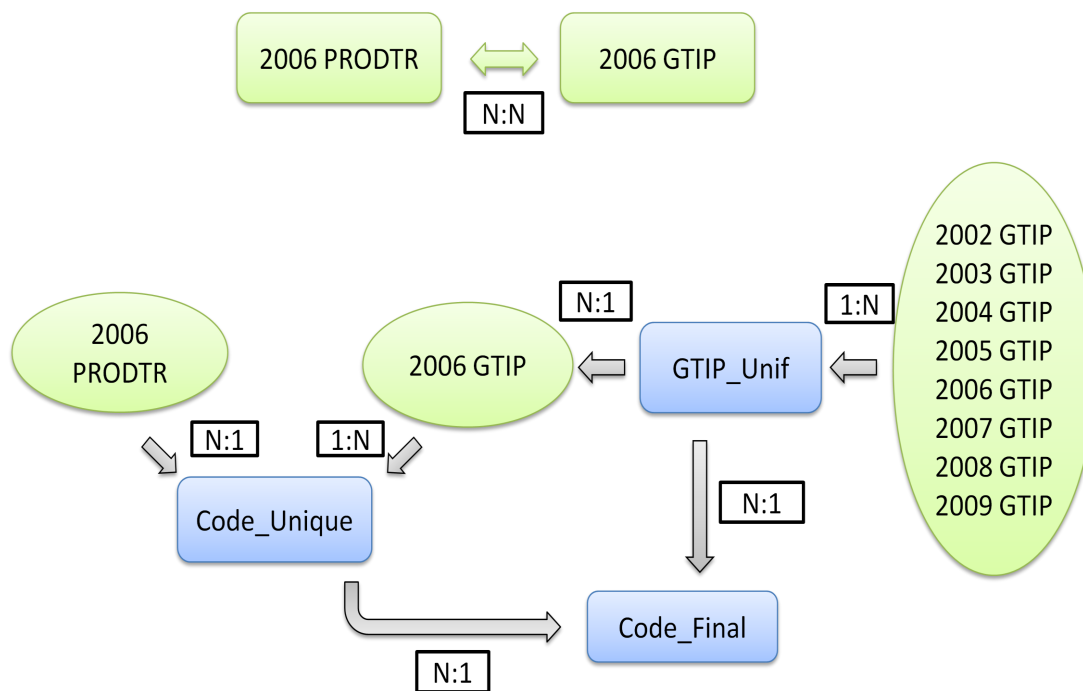 2006 PRODTR
2006 GTIP
N:N
2002 GTIP
2003 GTIP
2004 GTIP
2005 GTIP
2006 GTIP
2007 GTIP
2008 GTIP
2009 GTIP
N:1
1:N
2006
PRODTR
2006 GTIP
GTIP_Unif
N:1
1:N
Code_Unique
N:1
Code_Final
N:1